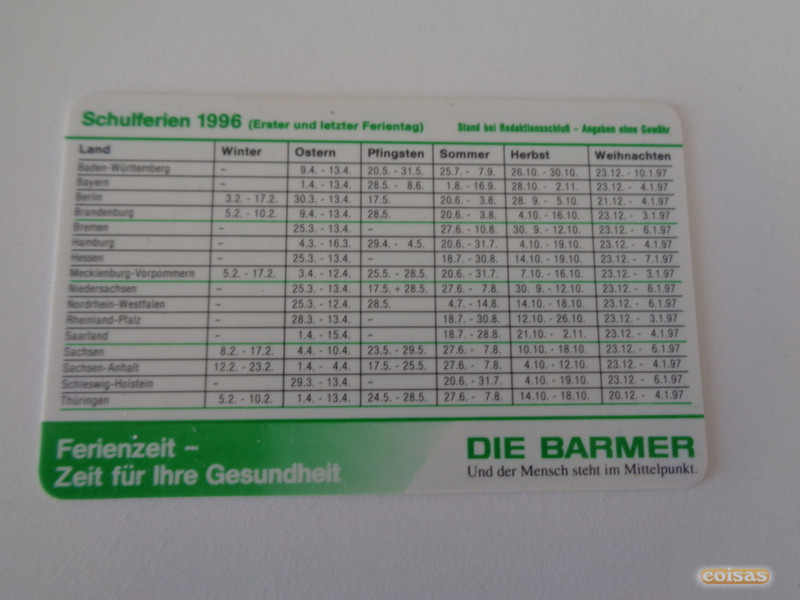 Schulferien 1996 (Erster und letzter Ferientag) Stand bei Redaktionsschluß - Angaben ohne Gewähr
Land Winter Ostern Pfingsten Sommer Herbst Weihnachten
Baden-Württemberg – 9.4. - 13.4. 20.5. - 31.5. 25.7. - 7.9. 26.10. - 30.10. 23.12. - 10.1.97
Bayern – 1.4. - 13.4. 28.5. - 8.6. 1.8. - 16.9. 28.10. - 2.11. 23.12. - 4.1.97
Berlin 3.2. - 17.2. 30.3. - 13.4. 17.5. 20.6. - 3.8. 28. 9. - 5.10. 21.12. - 4.1.97
Brandenburg 5.2. - 10.2. 9.4. - 13.4. 28.5. 20.6. - 3.8. 4.10. - 16.10. 23.12. - 3.1.97
Bremen – 25.3. - 13.4. – 27.6. - 10.8. 30. 9. - 12.10. 23.12. - 6.1.97
Hamburg – 4.3. - 16.3. 29.4. - 4.5. 20.6. - 31.7. 4.10. - 19.10. 23.12. - 4.1.97
Hessen – 25.3. - 13.4. – 18.7. - 30.8. 14.10. - 19.10. 23.12. - 7.1.97
Mecklenburg-Vorpommern 5.2. - 17.2. 3.4. - 12.4. 25.5. - 28.5. 20.6. - 31.7. 7.10. - 16.10. 23.12. - 3.1.97
Niedersachsen – 25.3. - 13.4. 17.5. + 28.5. 27.6. - 7.8. 30. 9. - 12.10. 23.12. - 6.1.97
Nordrhein-Westfalen – 25.3. - 12.4. 28.5. 4.7. - 14.8. 14.10. - 18.10. 23.12. - 6.1.97
Rheinland-Pfalz – 28.3. - 13.4. – 18.7. - 30.8. 12.10. - 26.10. 23.12. - 3.1.97
Saarland – 1.4. - 15.4. – 18.7. - 28.8. 21.10. - 2.11. 23.12. - 4.1.97
Sachsen 8.2. - 17.2. 4.4. - 10.4. 23.5. - 29.5. 27.6. - 7.8. 10.10. - 18.10. 23.12. - 6.1.97
Sachsen-Anhalt 12.2. - 23.2. 1.4. - 4.4. 17.5. - 25.5. 27.6. - 7.8. 4.10. - 12.10. 23.12. - 4.1.97
Schleswig-Holstein – 29.3. - 13.4. – 20.6. - 31.7. 4.10. - 19.10. 23.12. - 6.1.97
Thüringen 5.2. - 10.2. 1.4. - 13.4. 24.5. - 28.5. 27.6. - 7.8. 14.10. - 18.10. 20.12. - 4.1.97
Ferienzeit –
Zeit für Ihre Gesundheit
DIE BARMER
Und der Mensch steht im Mittelpunkt.
coisas